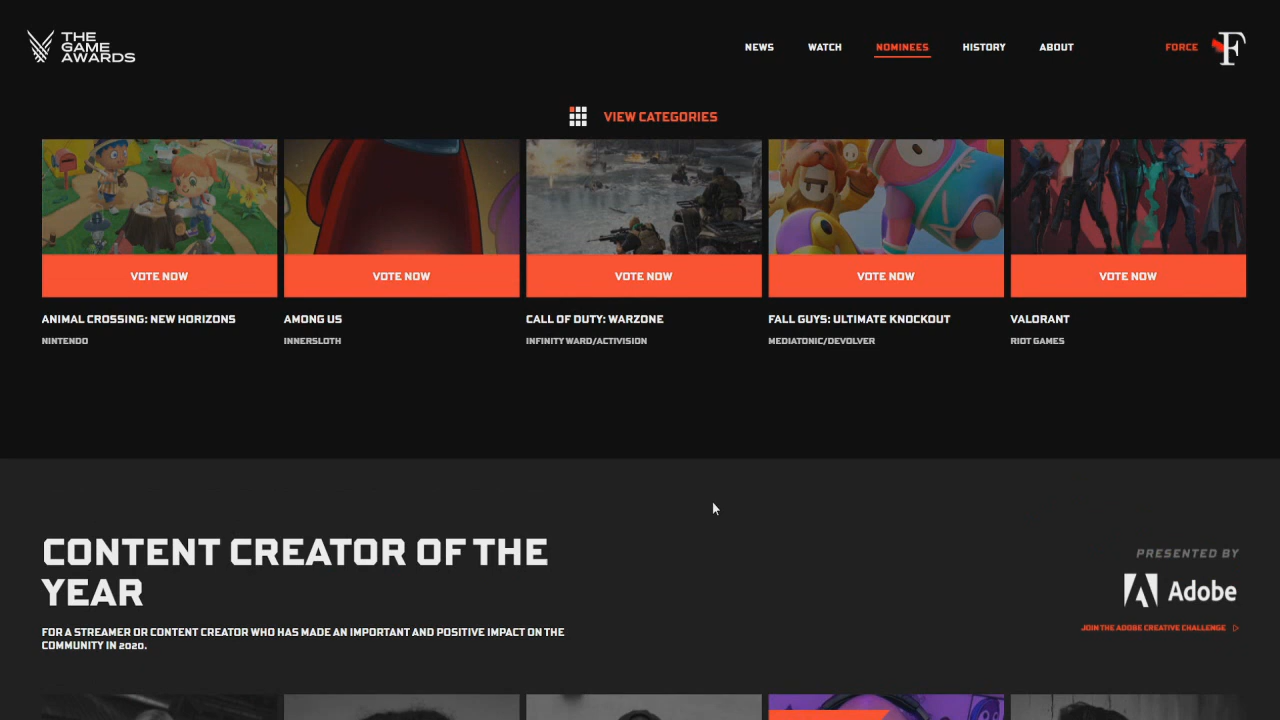 THE
GAME
AWARDS
NEWS
WATCH
NOMINEES
HISTORY
ABOUT
FORCE
F
VIEW CATEGORIES
VOTE NOW
VOTE NOW
VOTE NOW
VOTE NOW
VOTE NOW
ANIMAL CROSSING: NEW HORIZONS
NINTENDO
AMONG US
INNERSLOTH
CALL OF DUTY: WARZONE
INFINITY WARD/ACTIVISION
FALL GUYS: ULTIMATE KNOCKOUT
MEDIATONIC/DEVOLVER
VALORANT
RIOT GAMES
CONTENT CREATOR OF THE
YEAR
FOR A STREAMER OR CONTENT CREATOR WHO HAS MADE AN IMPORTANT AND POSITIVE IMPACT ON THE
COMMUNITY IN 2020.
PRESENTED BY
Adobe
JOIN THE ADOBE CREATIVE CHALLENGE